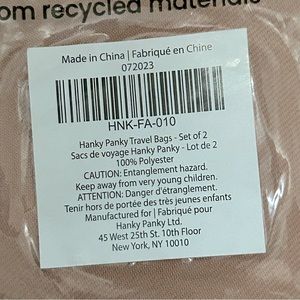 om recycled materials
Made in China | Fabriqué en Chine
072023
HNK-FA-010
Hanky Panky Travel Bags - Set of 2
Sacs de voyage Hanky Panky - Lot de 2
100% Polyester
CAUTION: Entanglement hazard.
Keep away from very young children.
ATTENTION: Danger d'étranglement.
Tenir hors de portée des très jeunes enfants
Manufactured for | Fabriqué pour
Hanky Panky Ltd.
45 West 25th St. 10th Floor
New York, NY 10010